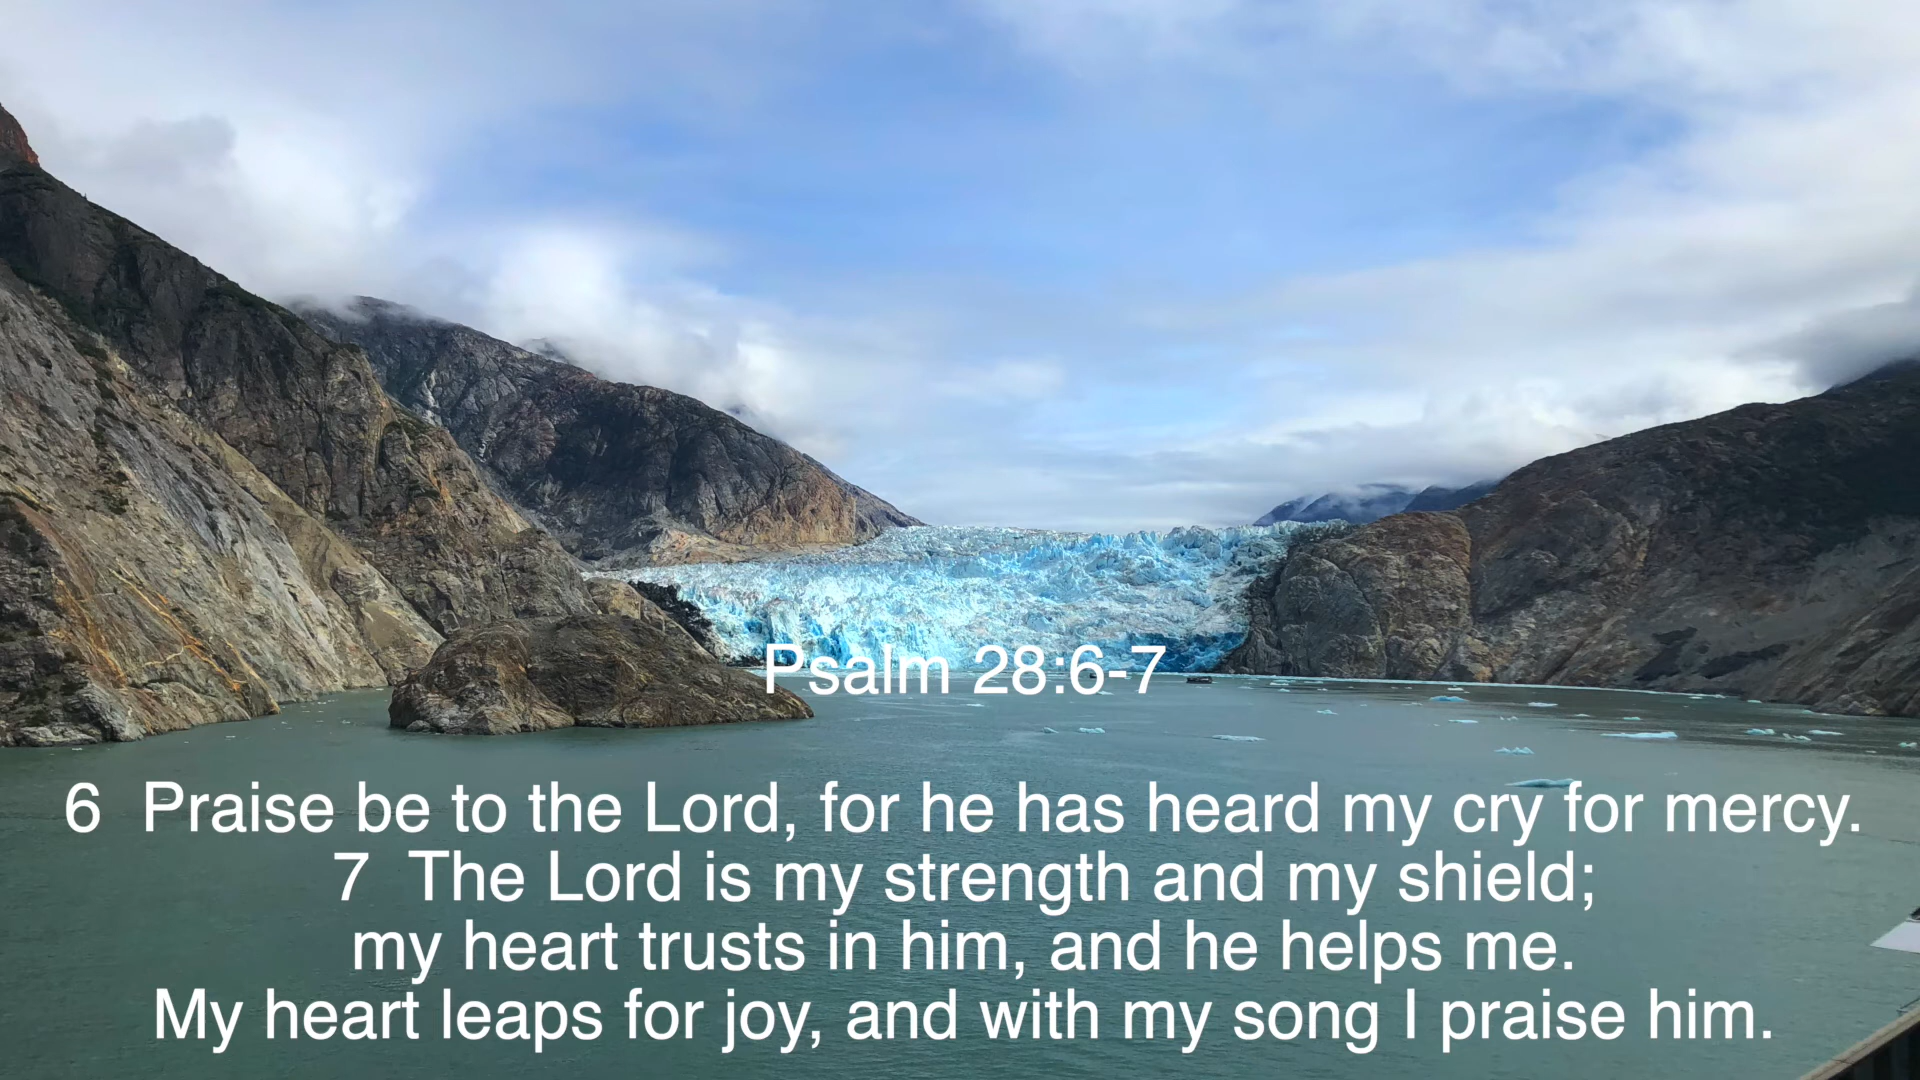 Psalm 28:6-7
6 Praise be to the Lord, for he has heard my cry for mercy.
7 The Lord is my strength and my shield;
my heart trusts in him, and he helps me.
My heart leaps for joy, and with my song I praise him.